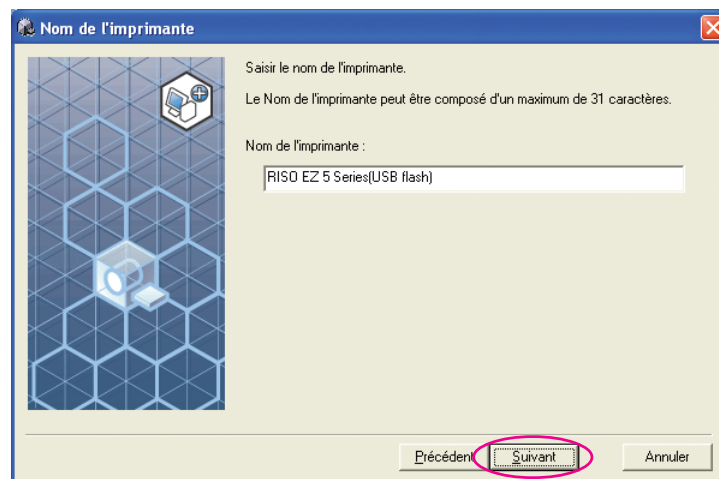 Nom de l'imprimante
Saisir le nom de l'imprimante.
Le Nom de l'imprimante peut être composé d'un maximum de 31 caractères.
Nom de l'imprimante :
RISO EZ 5 Series(USB flash)
Précédent Suivant Annuler